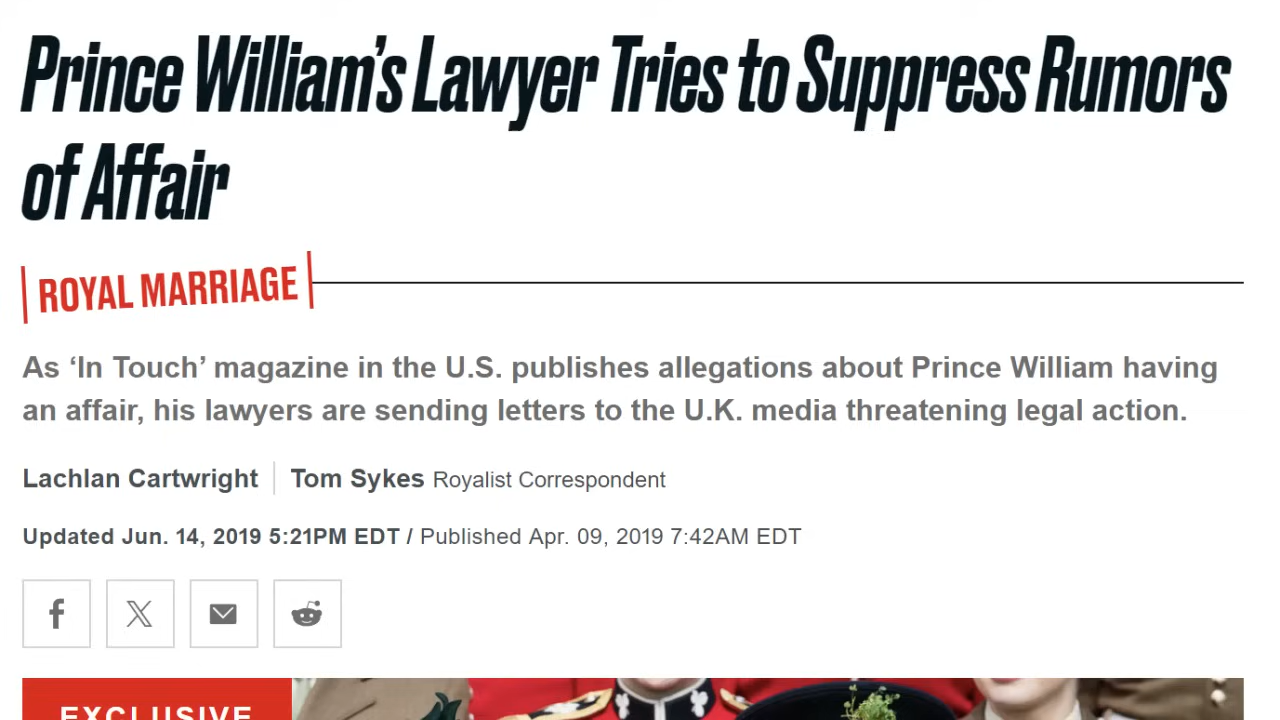 Prince William’s Lawyer Tries to Suppress Rumors
of Affair
ROYAL MARRIAGE
As ‘In Touch’ magazine in the U.S. publishes allegations about Prince William having
an affair, his lawyers are sending letters to the U.K. media threatening legal action.
Lachlan Cartwright Tom Sykes Royalist Correspondent
Updated Jun. 14, 2019 5:21PM EDT / Published Apr. 09, 2019 7:42AM EDT
EXCLUSIVE